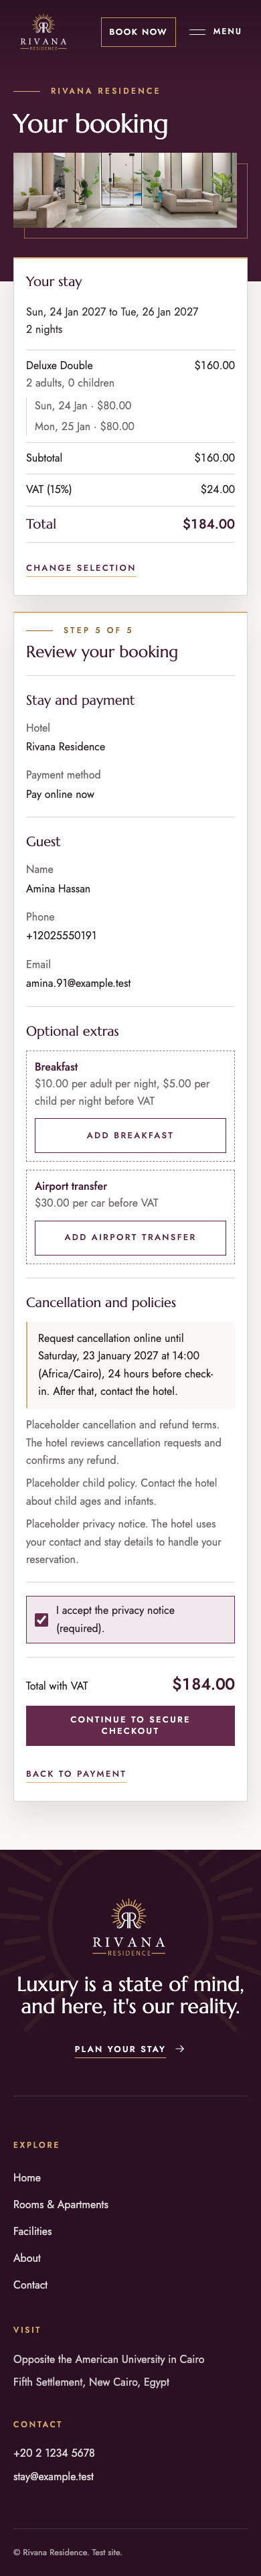 RIVANA
RESIDENCE
BOOK NOW
MENU
RIVANA RESIDENCE
Your booking
Your stay
Sun, 24 Jan 2027 to Tue, 26 Jan 2027
2 nights
Deluxe Double $160.00
2 adults, 0 children
Sun, 24 Jan · $80.00
Mon, 25 Jan · $80.00
Subtotal $160.00
VAT (15%) $24.00
Total $184.00
CHANGE SELECTION
STEP 5 OF 5
Review your booking
Stay and payment
Hotel
Rivana Residence
Payment method
Pay online now
Guest
Name
Amina Hassan
Phone
+12025550191
Email
amina.91@example.test
Optional extras
Breakfast
$10.00 per adult per night, $5.00 per
child per night before VAT
ADD BREAKFAST
Airport transfer
$30.00 per car before VAT
ADD AIRPORT TRANSFER
Cancellation and policies
Request cancellation online until
Saturday, 23 January 2027 at 14:00
(Africa/Cairo), 24 hours before check-
in. After that, contact the hotel.
Placeholder cancellation and refund terms.
The hotel reviews cancellation requests and
confirms any refund.
Placeholder child policy. Contact the hotel
about child ages and infants.
Placeholder privacy notice. The hotel uses
your contact and stay details to handle your
reservation.
I accept the privacy notice
(required).
Total with VAT $184.00
CONTINUE TO SECURE
CHECKOUT
BACK TO PAYMENT
RIVANA
RESIDENCE
Luxury is a state of mind,
and here, it's our reality.
PLAN YOUR STAY →
EXPLORE
Home
Rooms & Apartments
Facilities
About
Contact
VISIT
Opposite the American University in Cairo
Fifth Settlement, New Cairo, Egypt
CONTACT
+20 2 1234 5678
stay@example.test
© Rivana Residence. Test site.